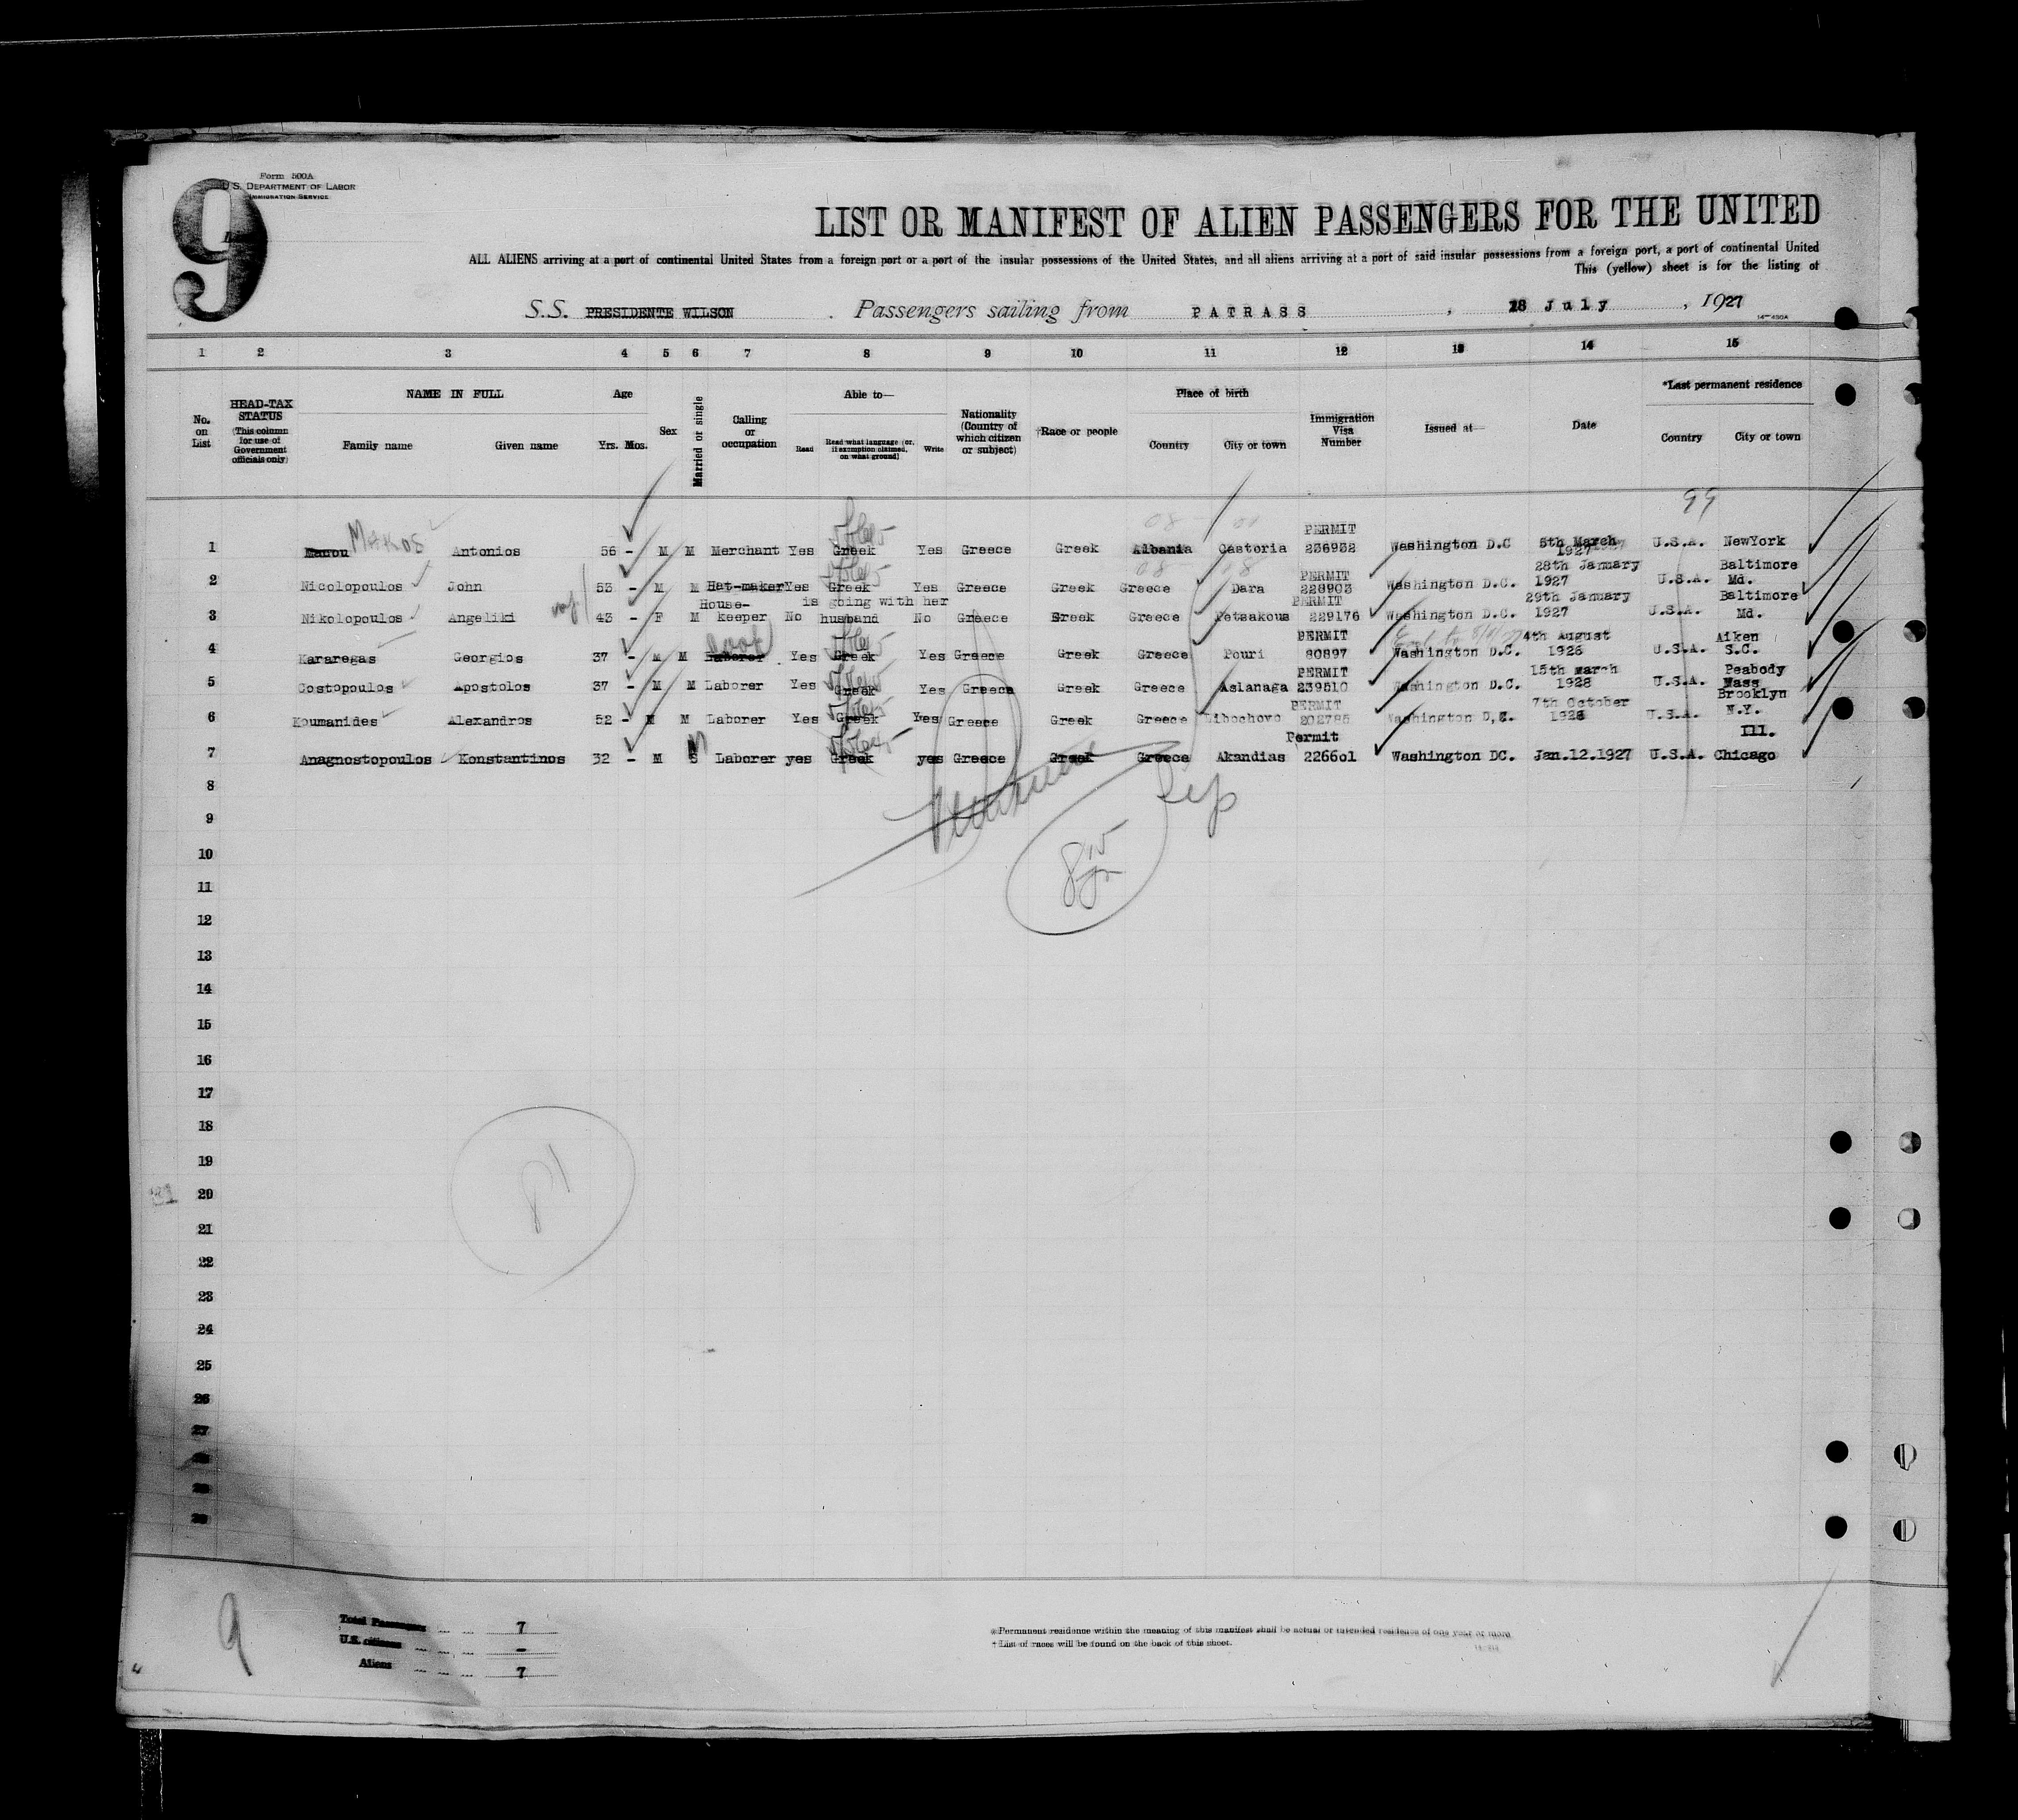 9
Form 500A
U.S. DEPARTMENT OF LABOR
IMMIGRATION SERVICE
LIST OR MANIFEST OF ALIEN PASSENGERS FOR THE UNITED
ALL ALIENS arriving at a port of continental United States from a foreign port or a port of the insular possessions of the United States, and all aliens arriving at a port of said insular possessions from a foreign port, a port of continental United
This (yellow) sheet is for the listing of
S.S. PRESIDENTE WILSON. Passengers sailing from PATRASS, 28 July, 1927
1 2 3 4 5 6 7 8 9 10 11 12 13 14 15
No. on List
HEAD-TAX STATUS (This column for use of Government officials only)
NAME IN FULL
Family name Given name
Age
Yrs. Mos.
Sex
Married or single
Calling or occupation
Able to—
Read Read what language (or, if exemption claimed, on what ground) Write
Nationality (Country of which citizen or subject)
†Race or people
Place of birth
Country City or town
Immigration Visa Number
Issued at—
Date
*Last permanent residence
Country City or town
99
1 MAKOS Antonios 56 - M M Merchant Yes Greek Yes Greece Greek Albania Castoria PERMIT 236932 Washington D.C 5th March 1927 U.S.A. NewYork
2 Nicolopoulos John 53 - M M Hat-maker Yes Greek Yes Greece Greek Greece Dara PERMIT 228903 Washington D.C. 28th January 1927 U.S.A. Baltimore Md.
3 Nikolopoulos Angeliki 43 - F M House-keeper No is going with her husband No Greece Greek Greece Petsakous PERMIT 229176 Washington D.C. 29th January 1927 U.S.A. Baltimore Md.
4 Kararegas Georgios 37 - M M Laborer Yes Greek Yes Greece Greek Greece Pouri PERMIT 80897 Washington D.C. 4th August 1926 U.S.A. Aiken S.C.
5 Costopoulos Apostolos 37 - M M Laborer Yes Greek Yes Greece Greek Greece Aslanaga PERMIT 239510 Washington D.C. 15th march 1928 U.S.A. Peabody Mass
6 Koumanides Alexandros 52 - M M Laborer Yes Greek Yes Greece Greek Greece Libochovo PERMIT 202785 Washington D.C. 7th October 1926 U.S.A. Brooklyn N.Y.
7 Anagnostopoulos Konstantinos 32 - M M Laborer yes Greek yes Greece Greek Greece Akandias Permit 226601 Washington DC. Jan.12.1927 U.S.A. Ill. Chicago
8
9
10
11
12
13
14
15
16
17
18
19
20
21
22
23
24
25
26
27
28
29
30
9
Total Passengers ... ... 7
U.S. citizens ... ... -
Aliens ... ... 7
*Permanent residence within the meaning of this manifest shall be actual or intended residence of one year or more
†List of races will be found on the back of this sheet.